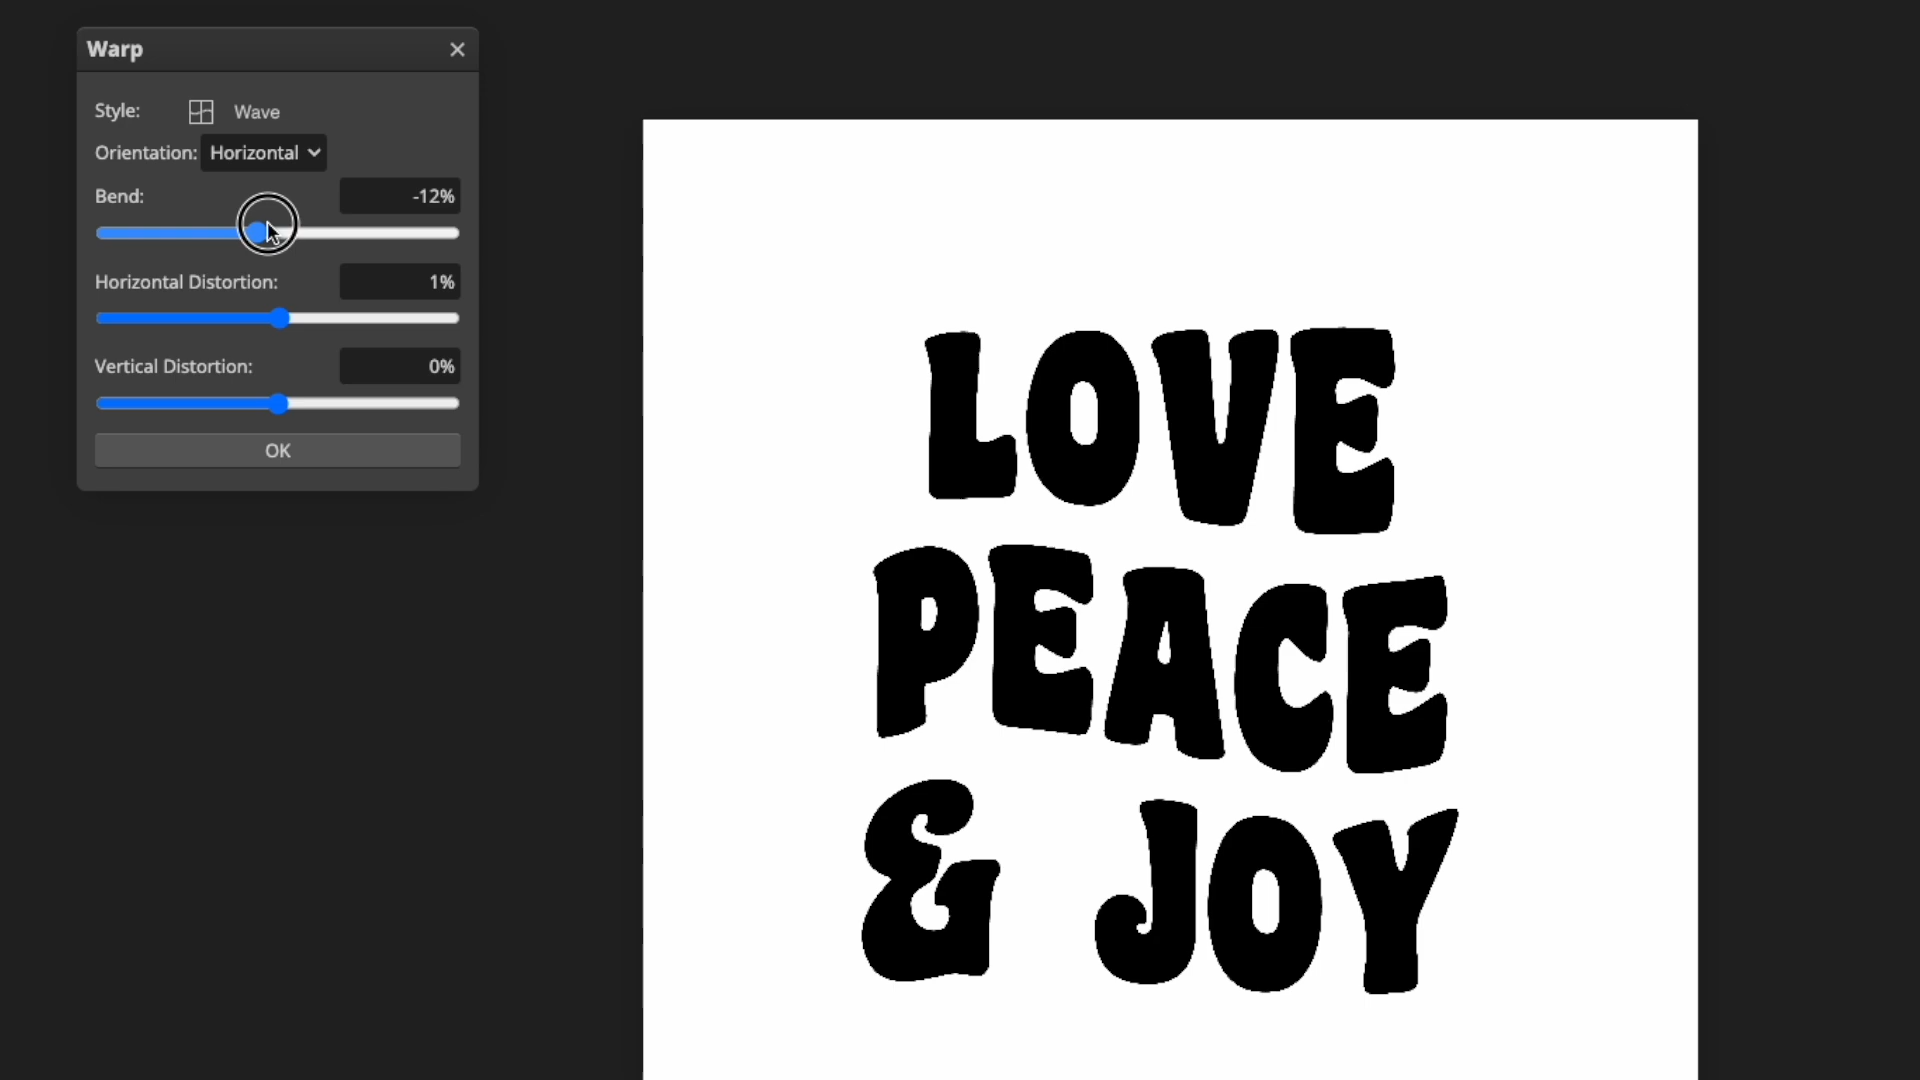 Warp
Style: Wave
Orientation: Horizontal
Bend: -12%
Horizontal Distortion: 1%
Vertical Distortion: 0%
OK
LOVE
PEACE
& JOY